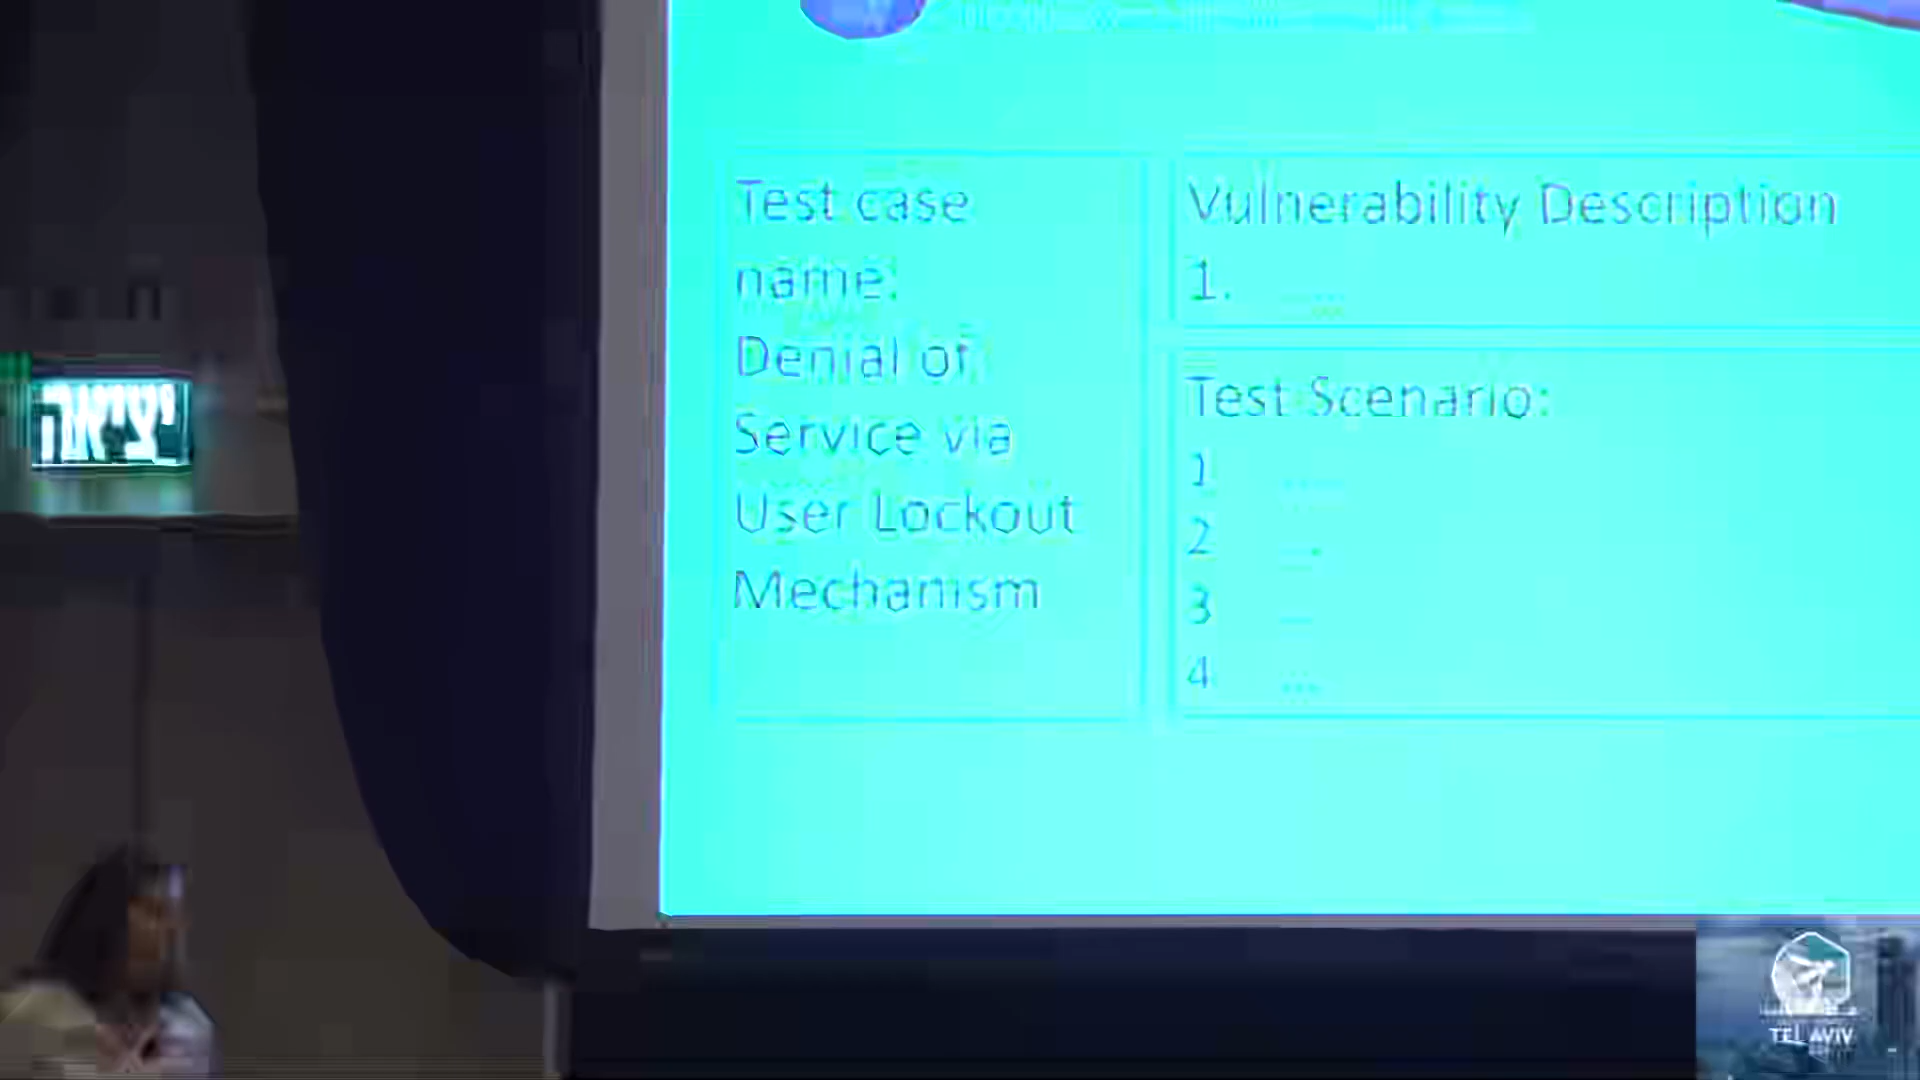 Test case
name:
Denial of
Service via
User Lockout
Mechanism
Vulnerability Description
1. ...
Test Scenario:
1 ....
2 ....
3 ...
4 ...
יציאה
TEL AVIV